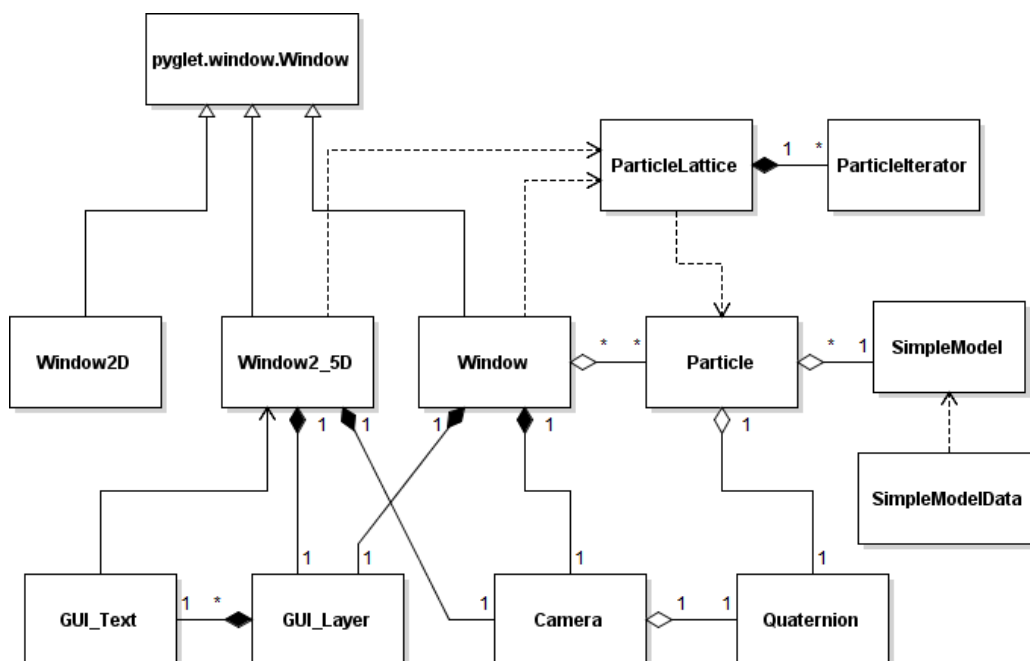 pyglet.window.Window
ParticleLattice
1
*
ParticleIterator
Window2D
Window2_5D
Window
*
*
Particle
*
1
SimpleModel
1
1
1
1
1
SimpleModelData
1
1
1
1
1
GUI_Text
1
*
GUI_Layer
Camera
1
1
Quaternion